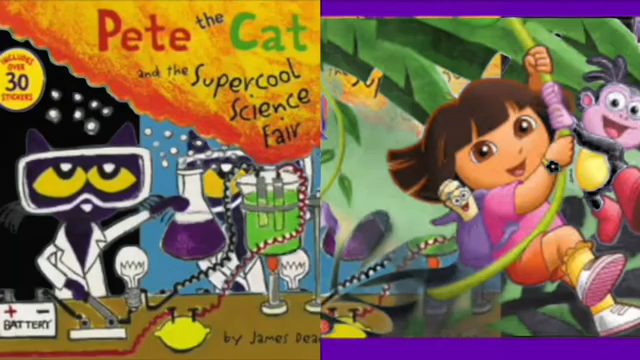 Pete the Cat
and the Supercool
Science
Fair
INCLUDES
OVER
30
STICKERS
+ −
BATTERY
by James Dea